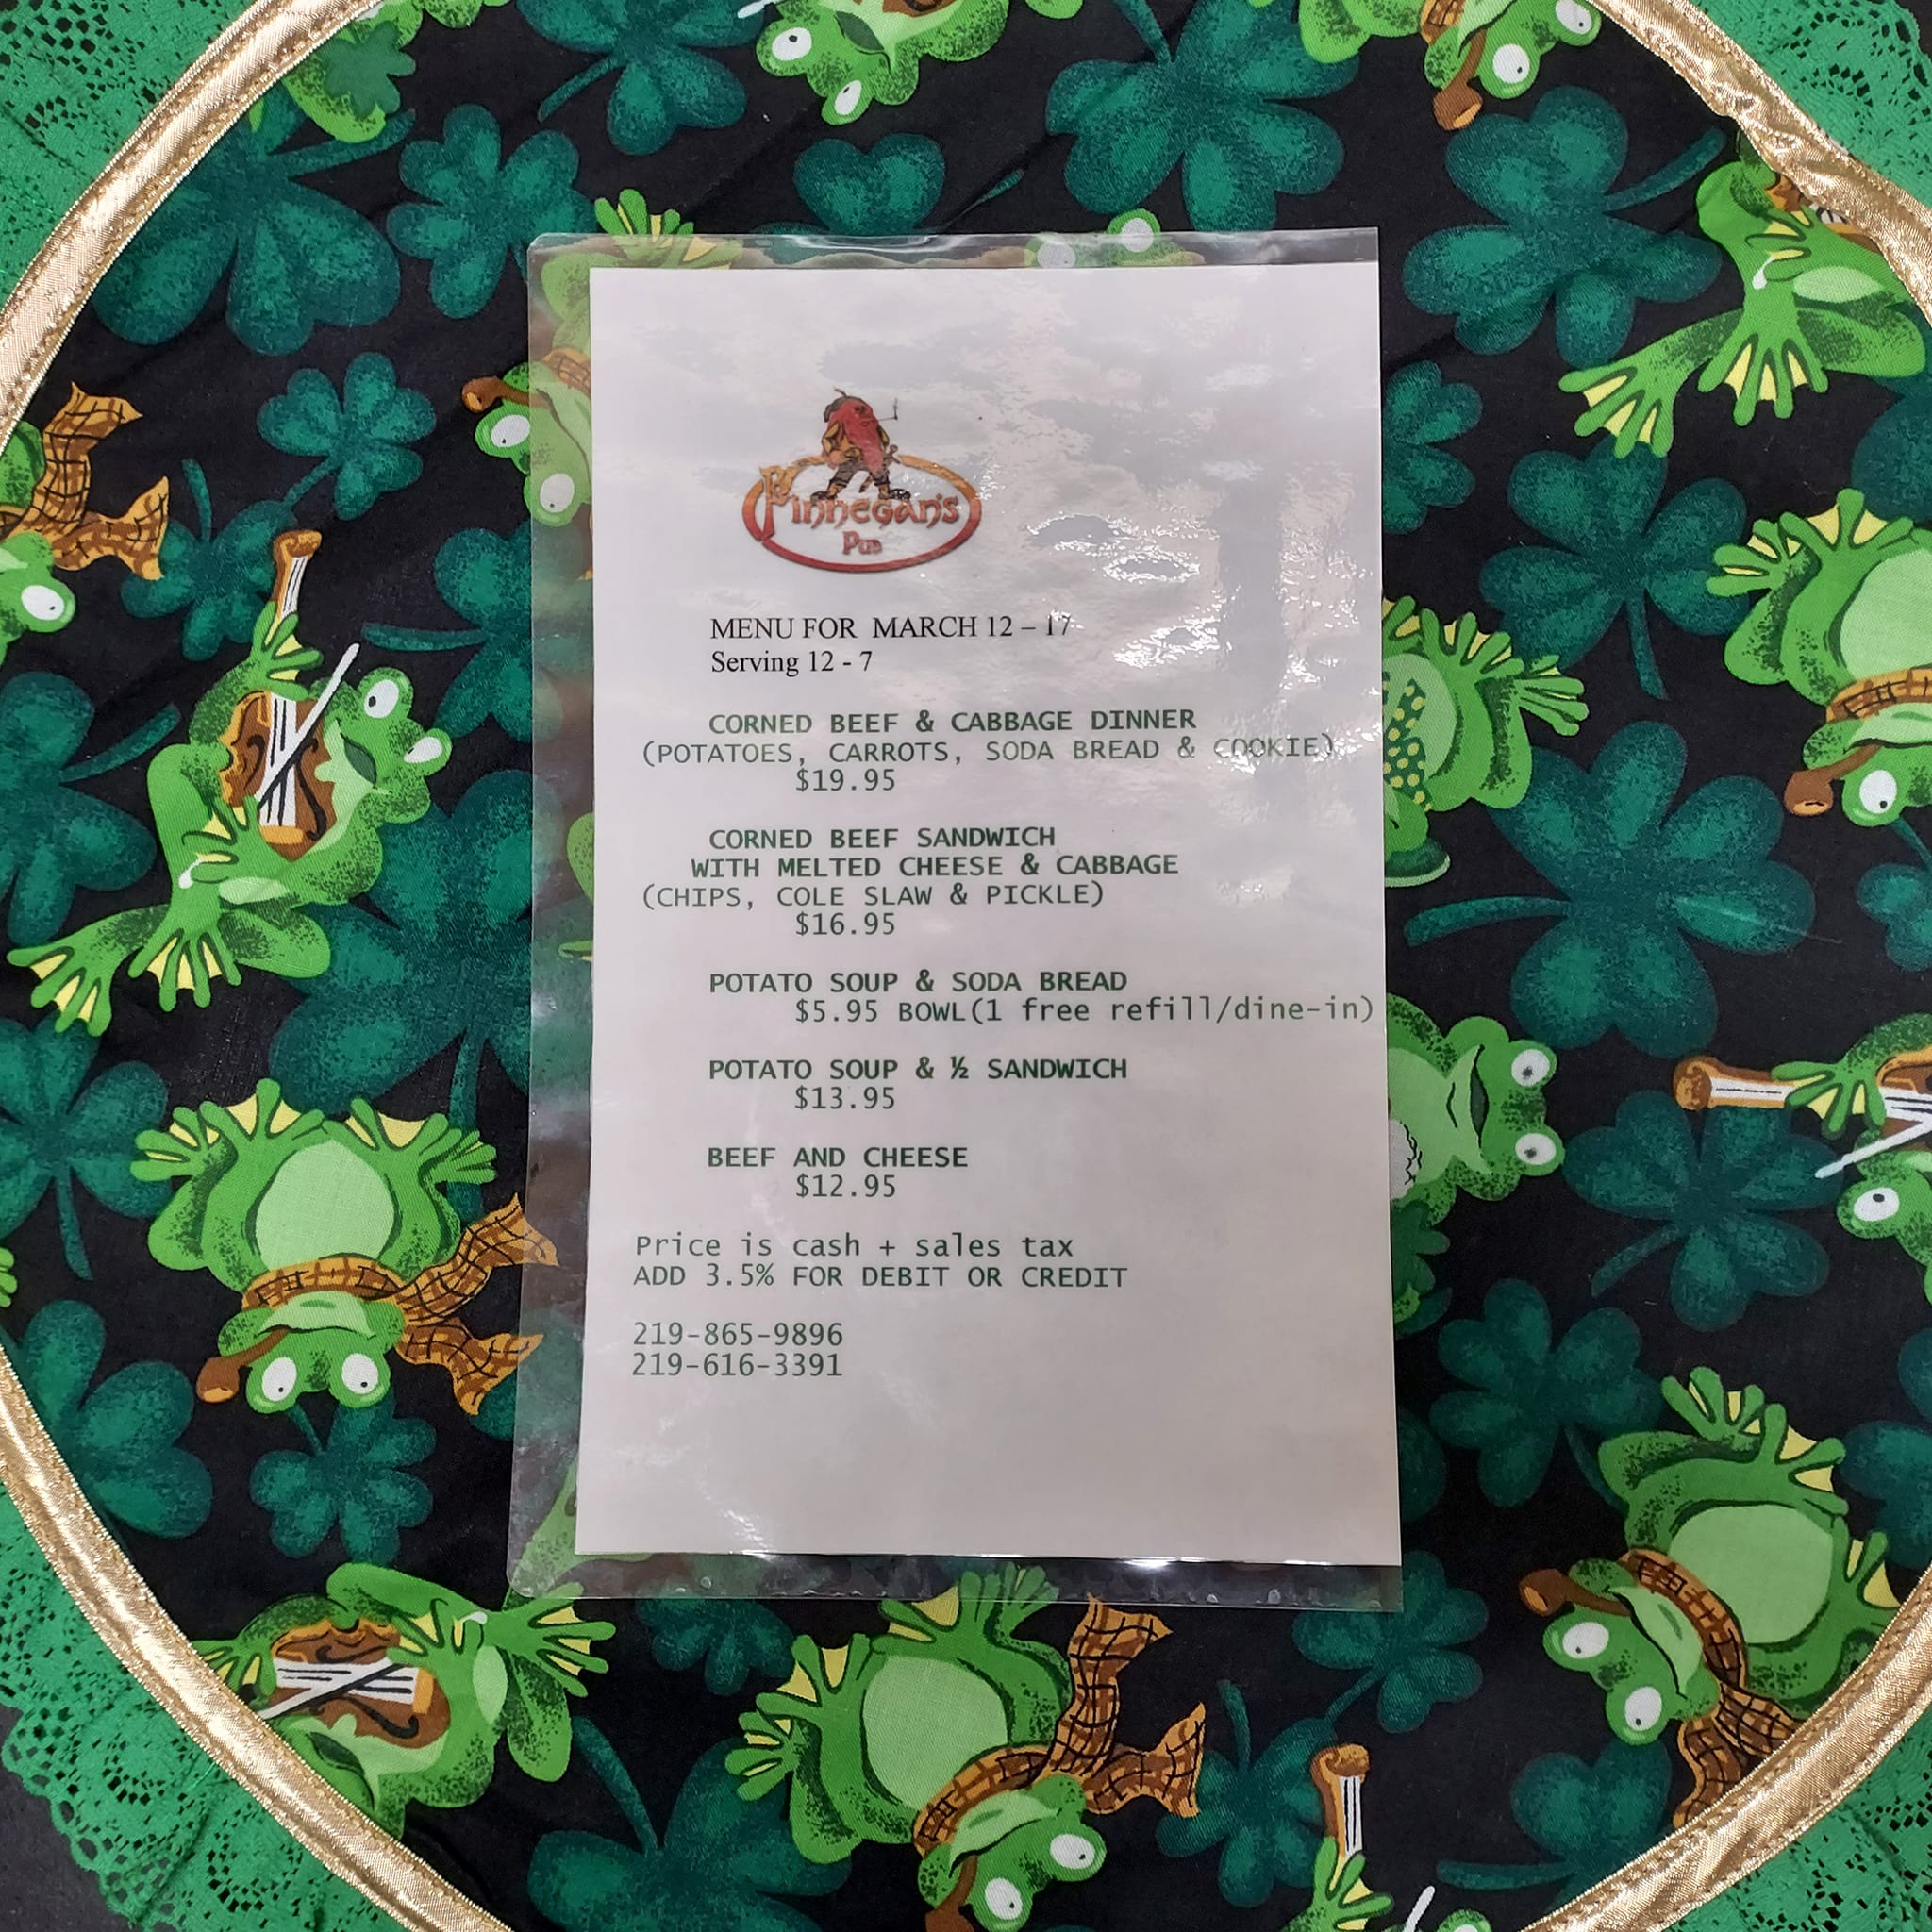 Finnegan's
Pub
MENU FOR MARCH 12 – 17
Serving 12 - 7
CORNED BEEF & CABBAGE DINNER
(POTATOES, CARROTS, SODA BREAD & COOKIE)
$19.95
CORNED BEEF SANDWICH
WITH MELTED CHEESE & CABBAGE
(CHIPS, COLE SLAW & PICKLE)
$16.95
POTATO SOUP & SODA BREAD
$5.95 BOWL(1 free refill/dine-in)
POTATO SOUP & ½ SANDWICH
$13.95
BEEF AND CHEESE
$12.95
Price is cash + sales tax
ADD 3.5% FOR DEBIT OR CREDIT
219-865-9896
219-616-3391